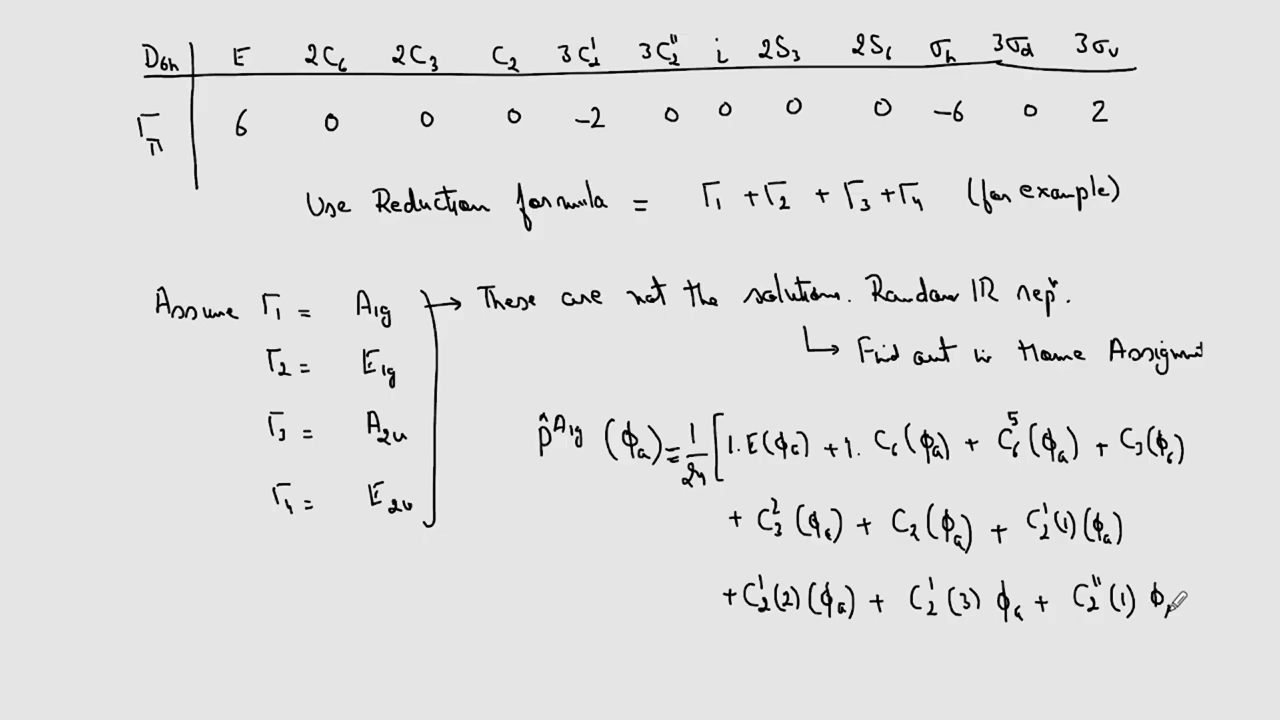 D6h E 2C6 2C3 C2 3C2' 3C2" i 2S3 2S6 σh 3σd 3σv
Γπ 6 0 0 0 -2 0 0 0 0 -6 0 2
Use Reduction formula = Γ1 + Γ2 + Γ3 + Γ4 (for example)
Assume Γ1 = A1g → These are not the solutions. Random IR repr.
↳ Find out in Home Assignment
Γ2 = E1g
Γ3 = A2u
Γ4 = E2u
P̂^A1g (ϕa) = 1/24 [1.E(ϕa) + 1. C6(ϕa) + C6^5(ϕa) + C3(ϕa)
+ C3^2(ϕa) + C2(ϕa) + C2'(1)(ϕa)
+ C2'(2)(ϕa) + C2'(3) ϕa + C2"(1) ϕ